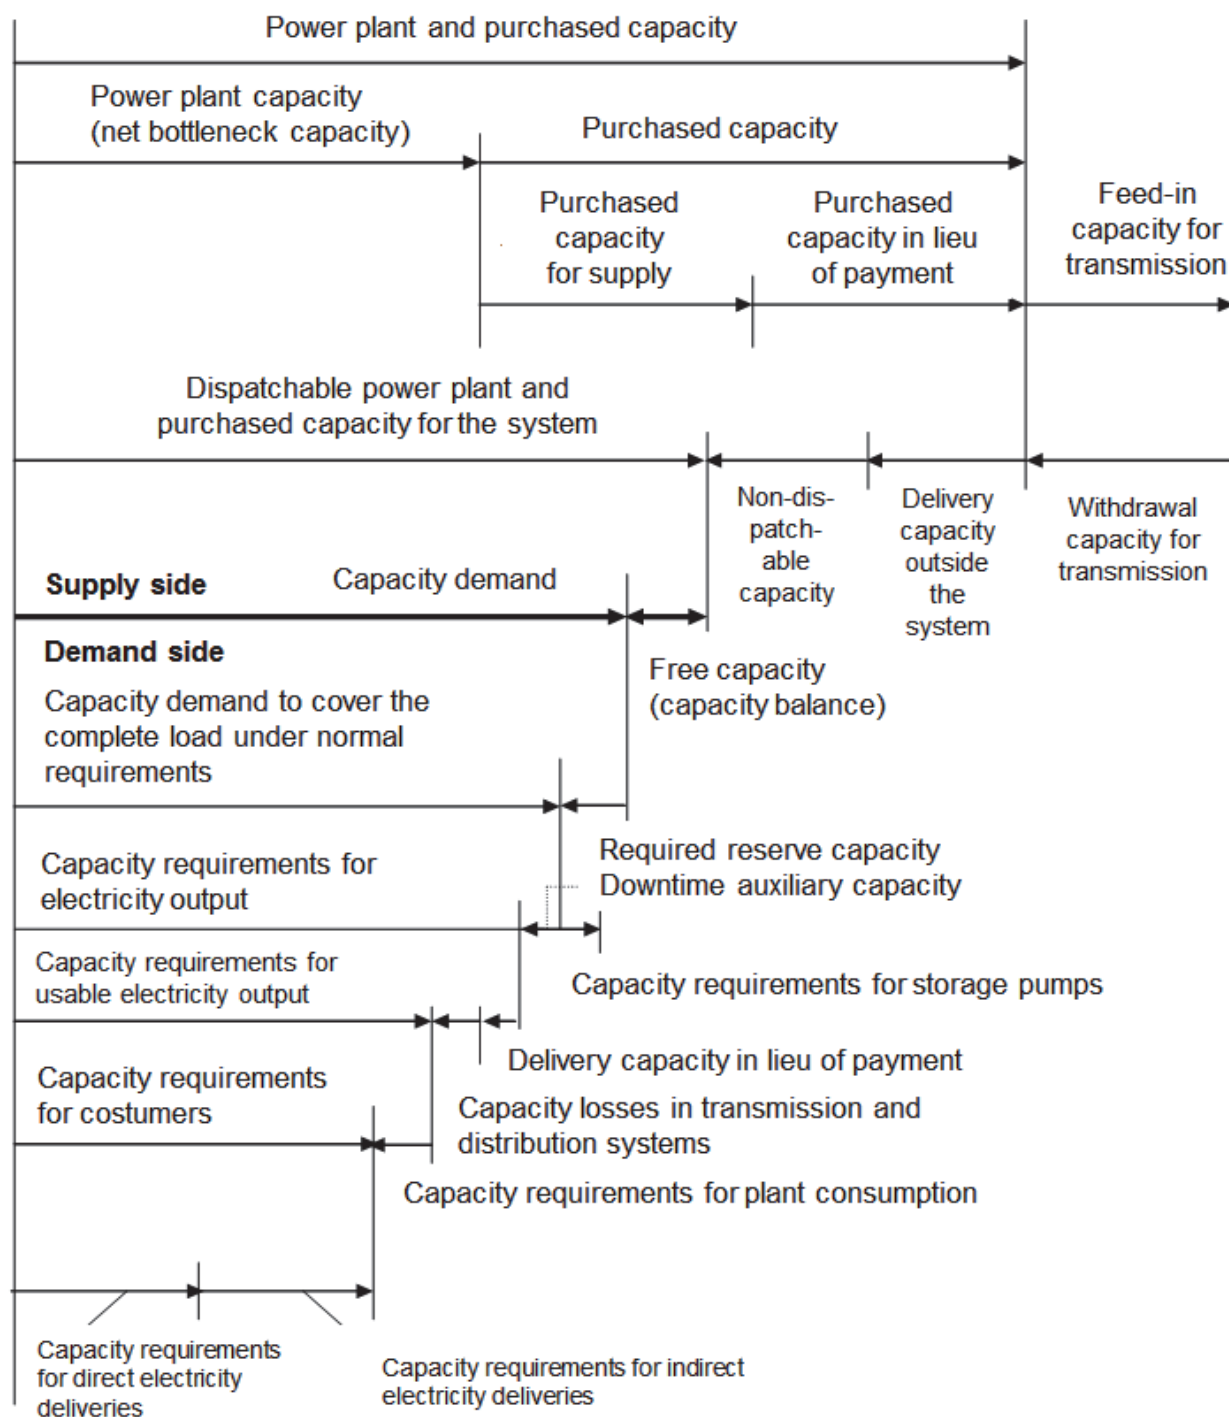 Power plant and purchased capacity
Power plant capacity
(net bottleneck capacity)
Purchased capacity
Purchased
capacity
for supply
Purchased
capacity in lieu
of payment
Feed-in
capacity for
transmission
Dispatchable power plant and
purchased capacity for the system
Non-dis-
patch-
able
capacity
Delivery
capacity
outside
the
system
Withdrawal
capacity for
transmission
Supply side
Capacity demand
Demand side
Free capacity
(capacity balance)
Capacity demand to cover the
complete load under normal
requirements
Required reserve capacity
Downtime auxiliary capacity
Capacity requirements for
electricity output
Capacity requirements for storage pumps
Capacity requirements for
usable electricity output
Delivery capacity in lieu of payment
Capacity requirements
for costumers
Capacity losses in transmission and
distribution systems
Capacity requirements for plant consumption
Capacity requirements
for direct electricity
deliveries
Capacity requirements for indirect
electricity deliveries